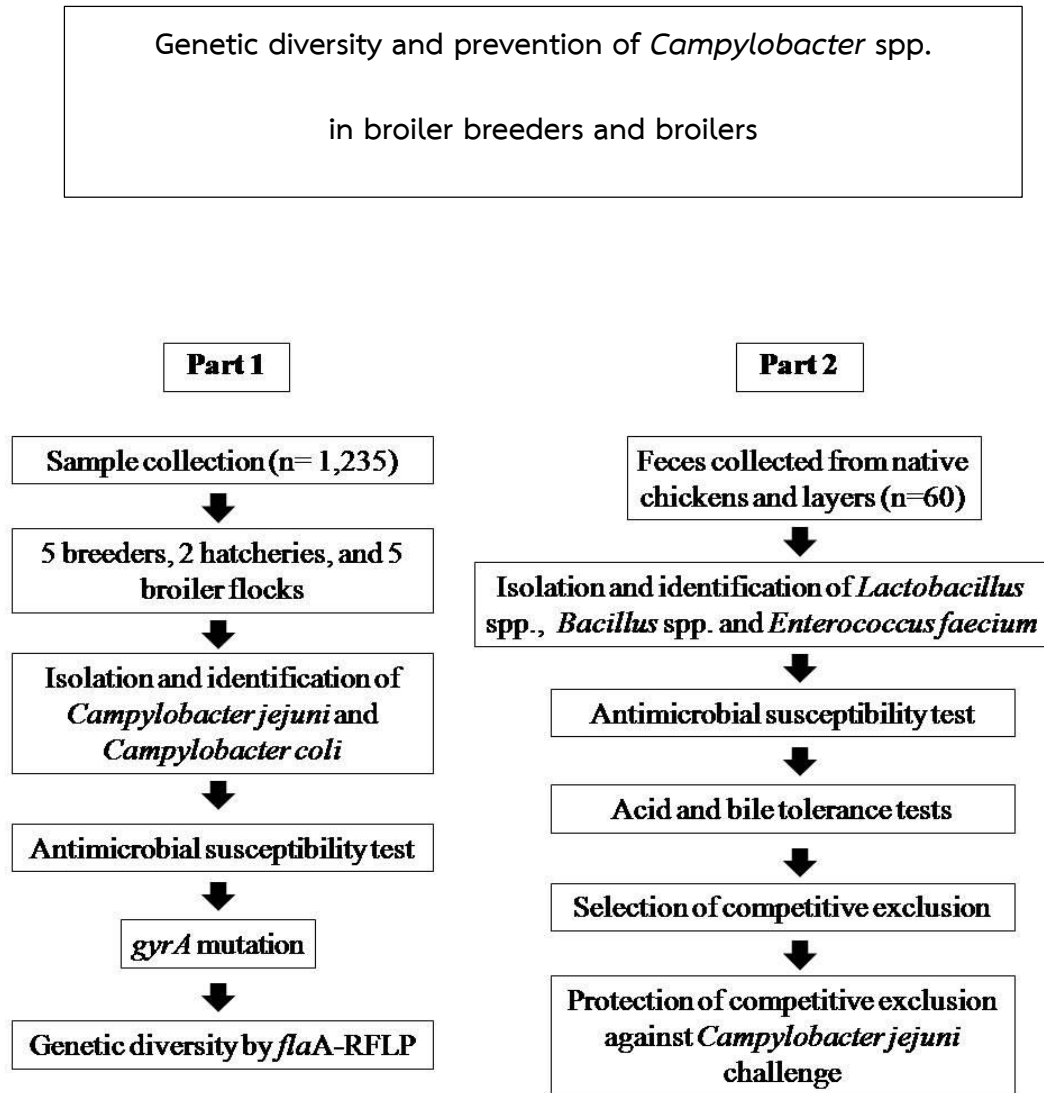 Genetic diversity and prevention of Campylobacter spp.
in broiler breeders and broilers
Part 1
Sample collection (n= 1,235)
5 breeders, 2 hatcheries, and 5
broiler flocks
Isolation and identification of
Campylobacter jejuni and
Campylobacter coli
Antimicrobial susceptibility test
gyrA mutation
Genetic diversity by flaA-RFLP
Part 2
Feces collected from native
chickens and layers (n=60)
Isolation and identification of Lactobacillus
spp., Bacillus spp. and Enterococcus faecium
Antimicrobial susceptibility test
Acid and bile tolerance tests
Selection of competitive exclusion
Protection of competitive exclusion
against Campylobacter jejuni
challenge